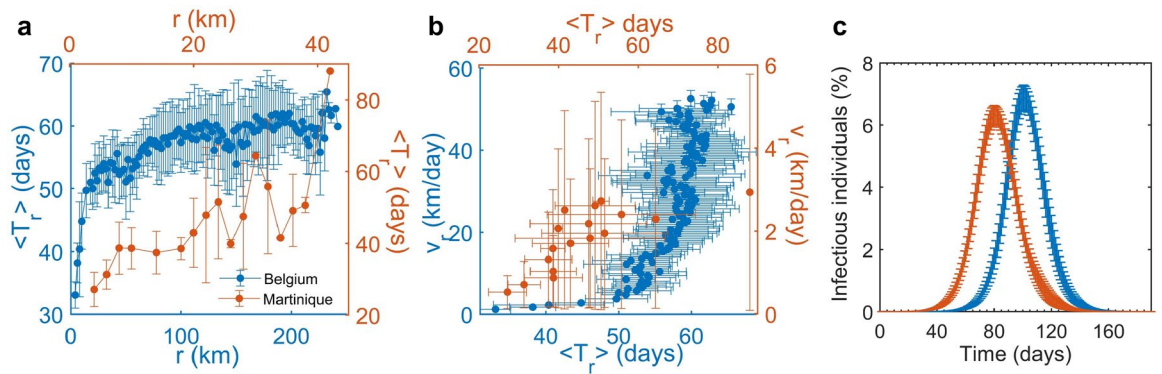 a
r (km)
0 20 40
70
60
50
40
30
<T_r> (days)
80
60
40
20
<T_r> (days)
Belgium
Martinique
0 100 200
r (km)
b
<T_r> days
20 40 60 80
60
40
20
0
v_r (km/day)
6
4
2
0
v_r (km/day)
40 50 60
<T_r> (days)
c
8
6
4
2
0
Infectious individuals (%)
0 40 80 120 160
Time (days)